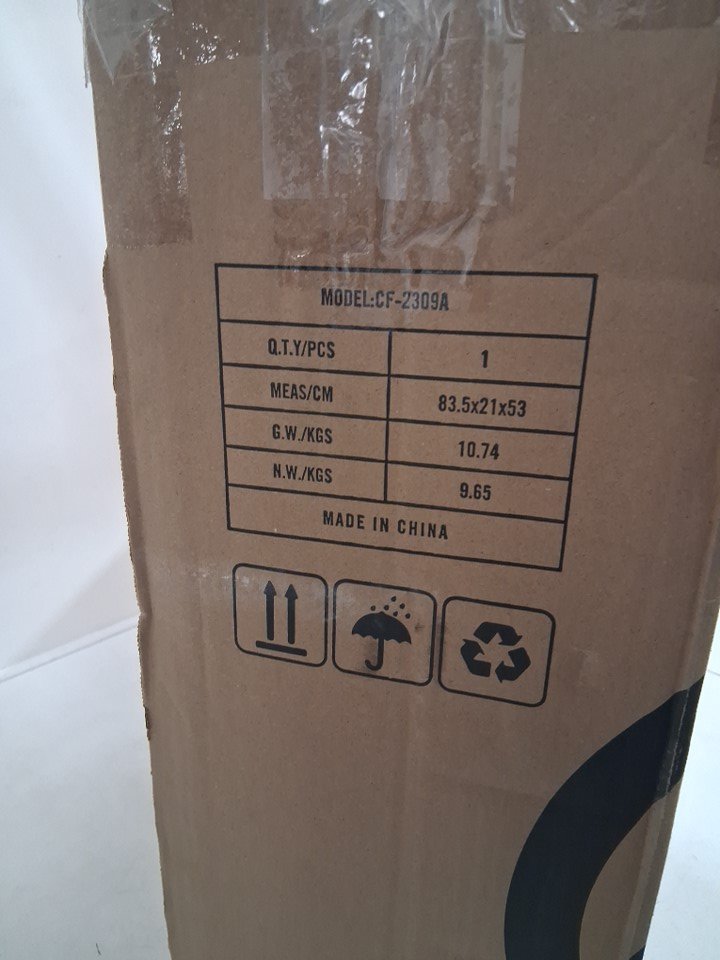 MODEL:CF-2309A
Q.T.Y/PCS 1
MEAS/CM 83.5x21x53
G.W./KGS 10.74
N.W./KGS 9.65
MADE IN CHINA